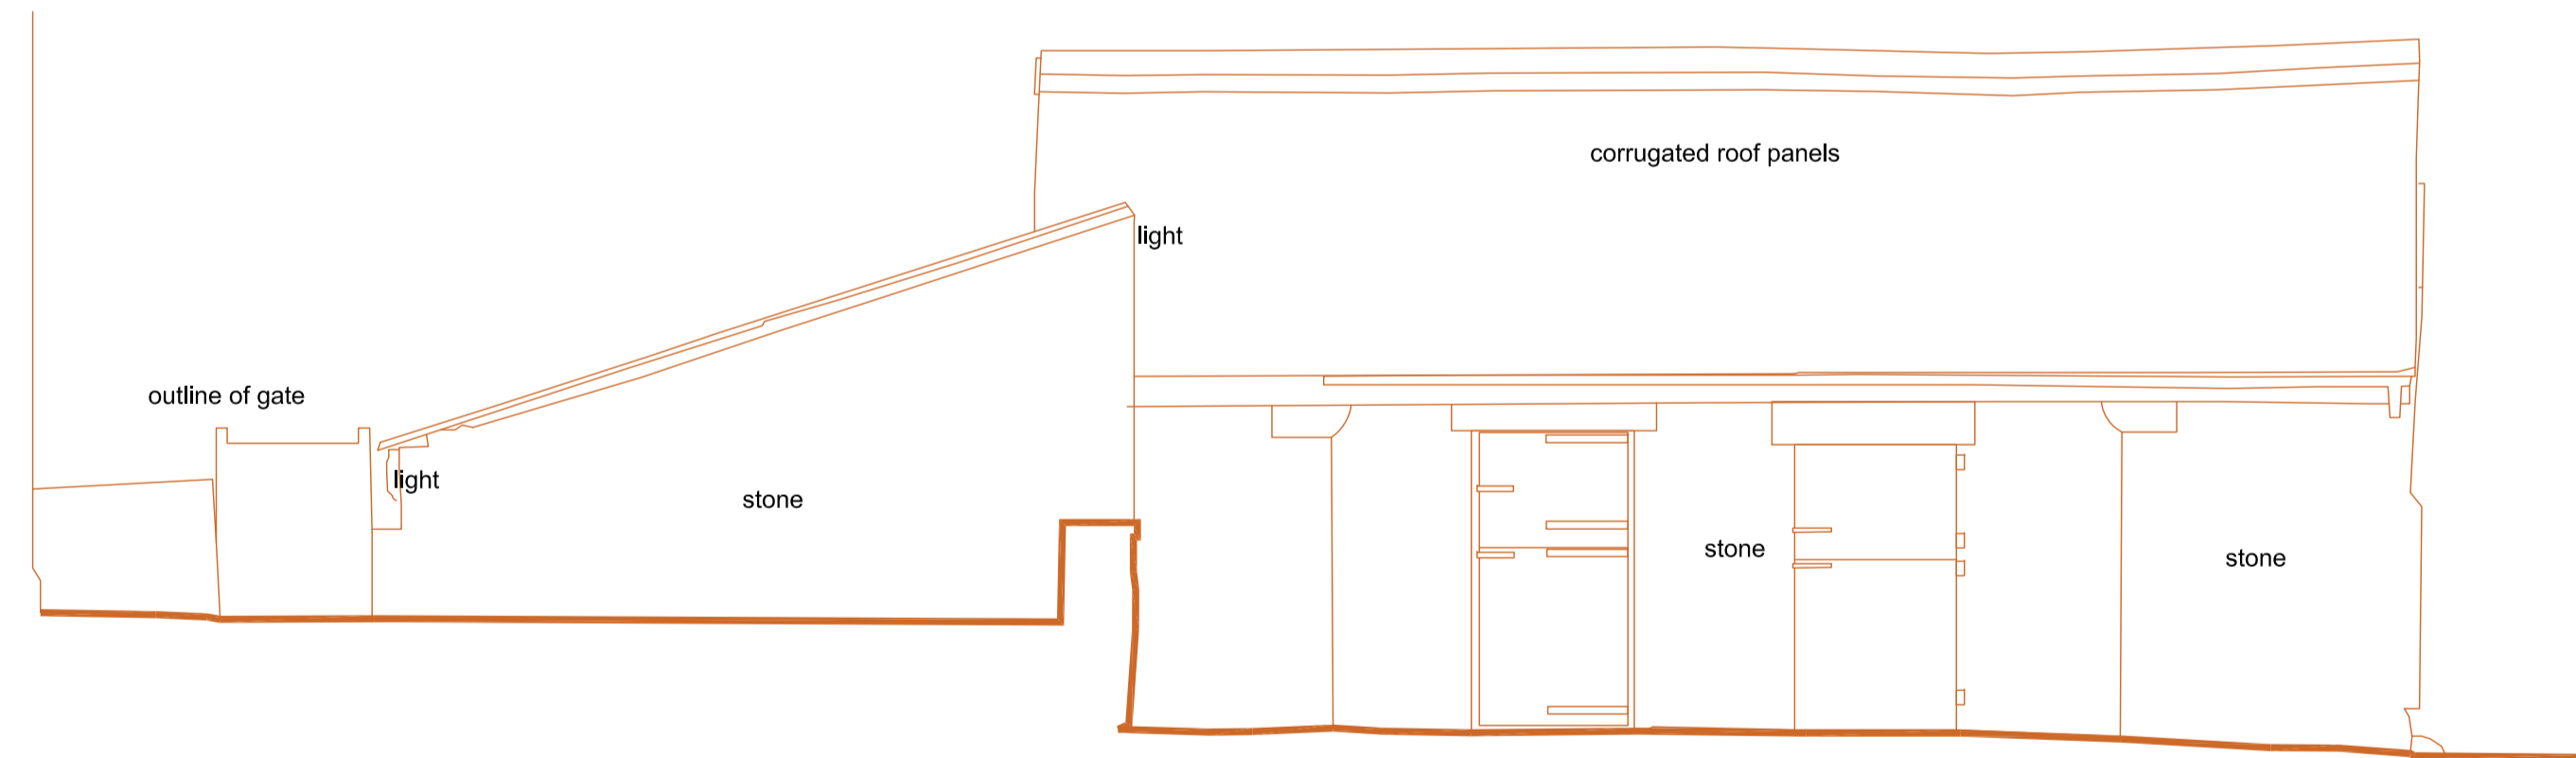 corrugated roof panels
light
outline of gate
light
stone
stone
stone